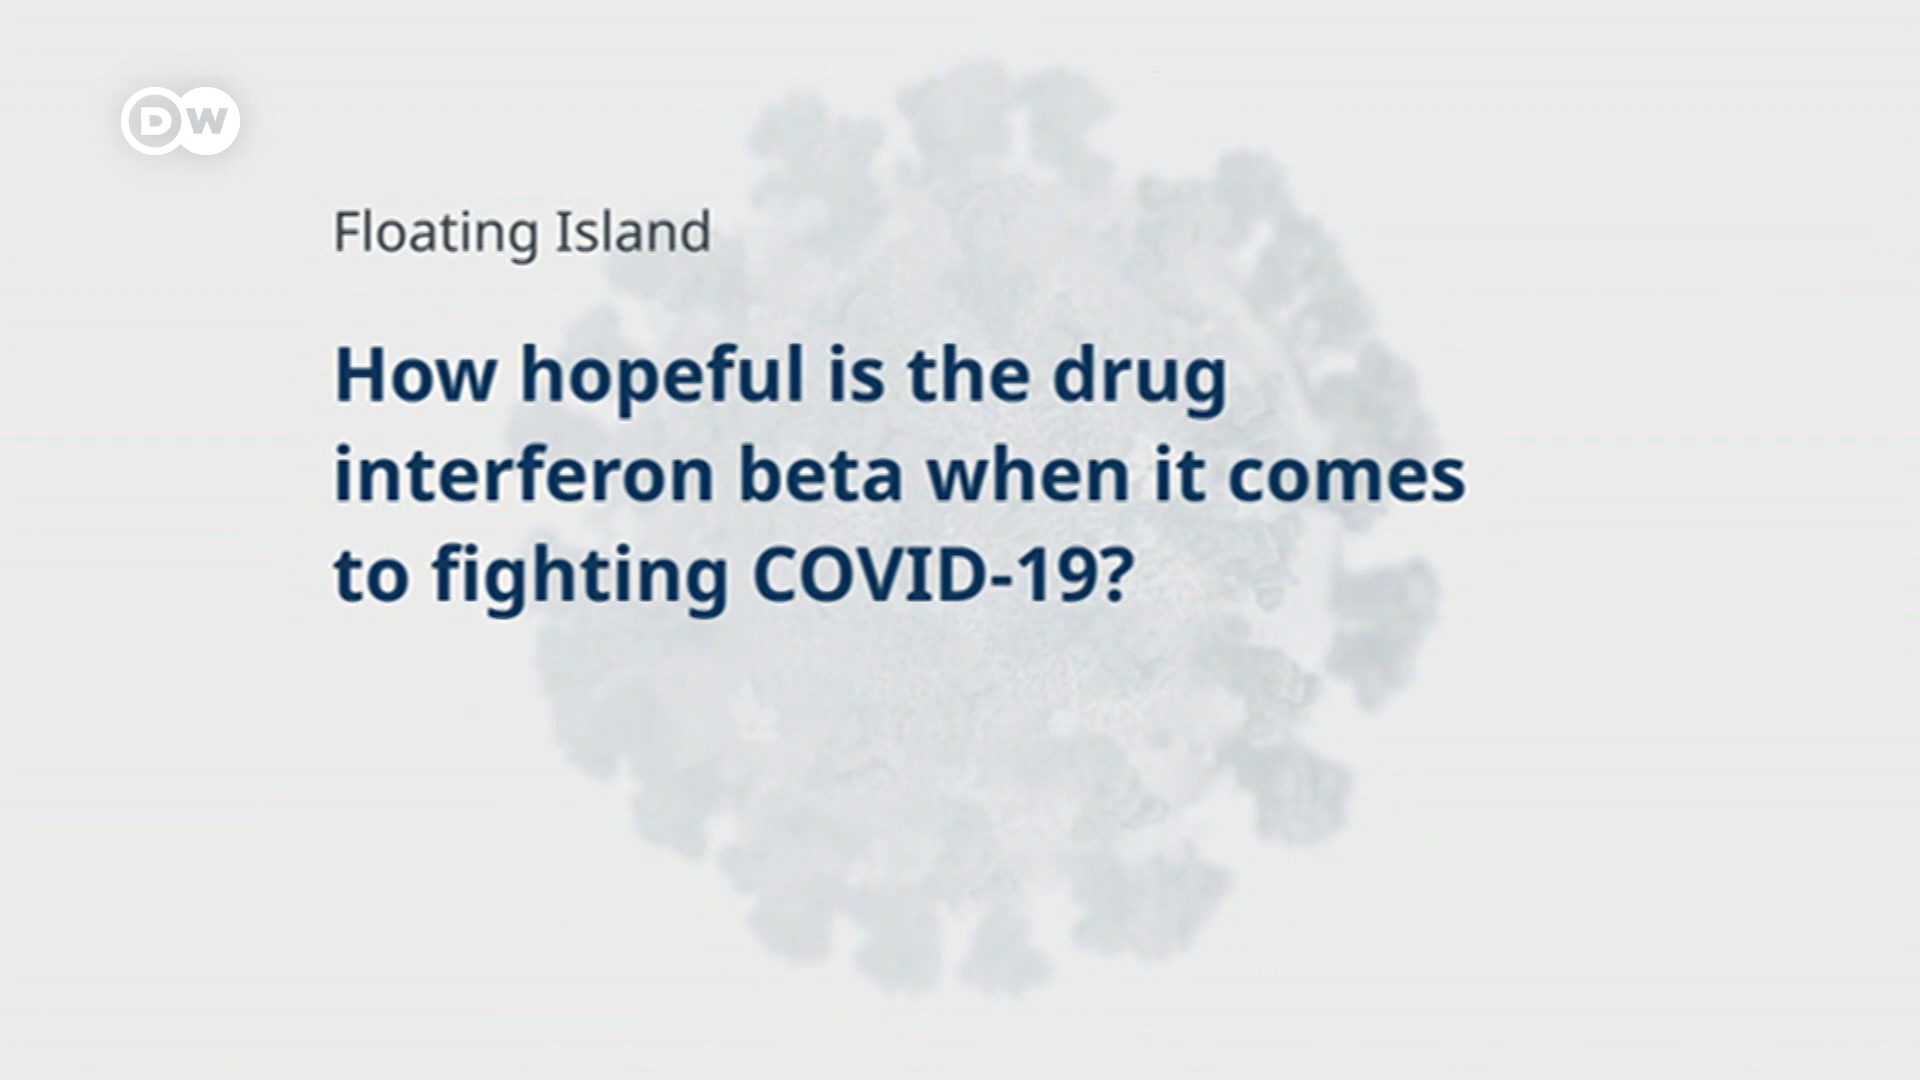 DW
Floating Island
How hopeful is the drug
interferon beta when it comes
to fighting COVID-19?